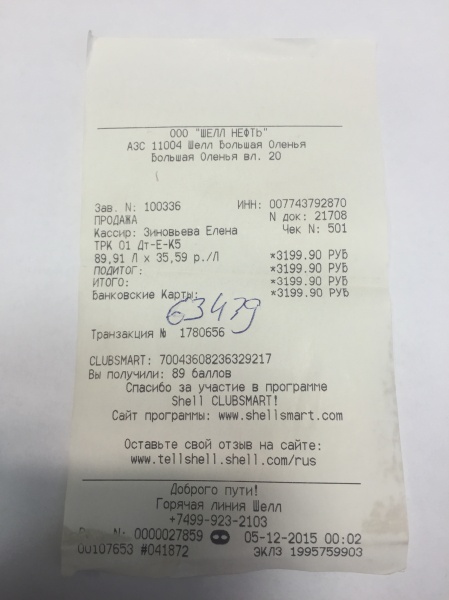 ООО "ШЕЛЛ НЕФТЬ"
АЗС 11004 Шелл Большая Оленья
Большая Оленья вл. 20
Зав. N: 100336 ИНН: 007743792870
ПРОДАЖА N док: 21708
Кассир: Зиновьева Елена Чек N: 501
ТРК 01 Дт-Е-К5
89,91 Л х 35,59 р./Л *3199.90 РУБ
ПОДИТОГ: *3199.90 РУБ
ИТОГО: *3199.90 РУБ
Банковские Карты: *3199.90 РУБ
63479
Транзакция № 1780656
CLUBSMART: 70043608236329217
Вы получили: 89 баллов
Спасибо за участие в программе
Shell CLUBSMART!
Сайт программы: www.shellsmart.com
Оставьте свой отзыв на сайте:
www.tellshell.shell.com/rus
Доброго пути!
Горячая линия Шелл
+7499-923-2103
N: 0000027859 05-12-2015 00:02
00107653 #041872 ЭКЛЗ 1995759903